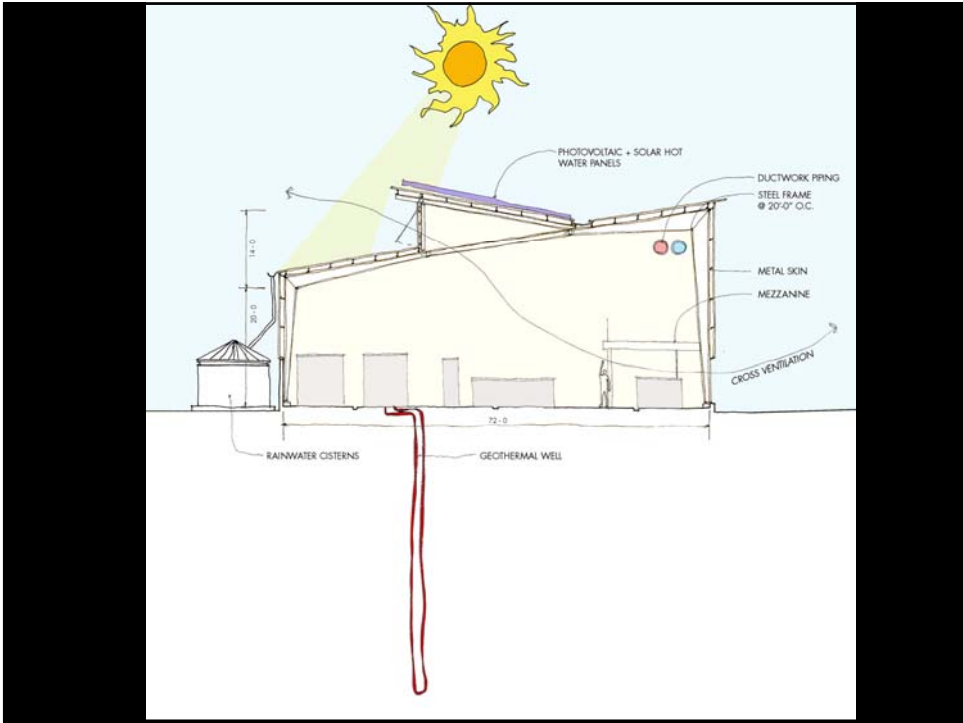 PHOTOVOLTAIC + SOLAR HOT
WATER PANELS
DUCTWORK PIPING
STEEL FRAME
@ 20'-0" O.C.
14 - 0
METAL SKIN
MEZZANINE
20 - 0
CROSS VENTILATION
72 - 0
RAINWATER CISTERNS
GEOTHERMAL WELL